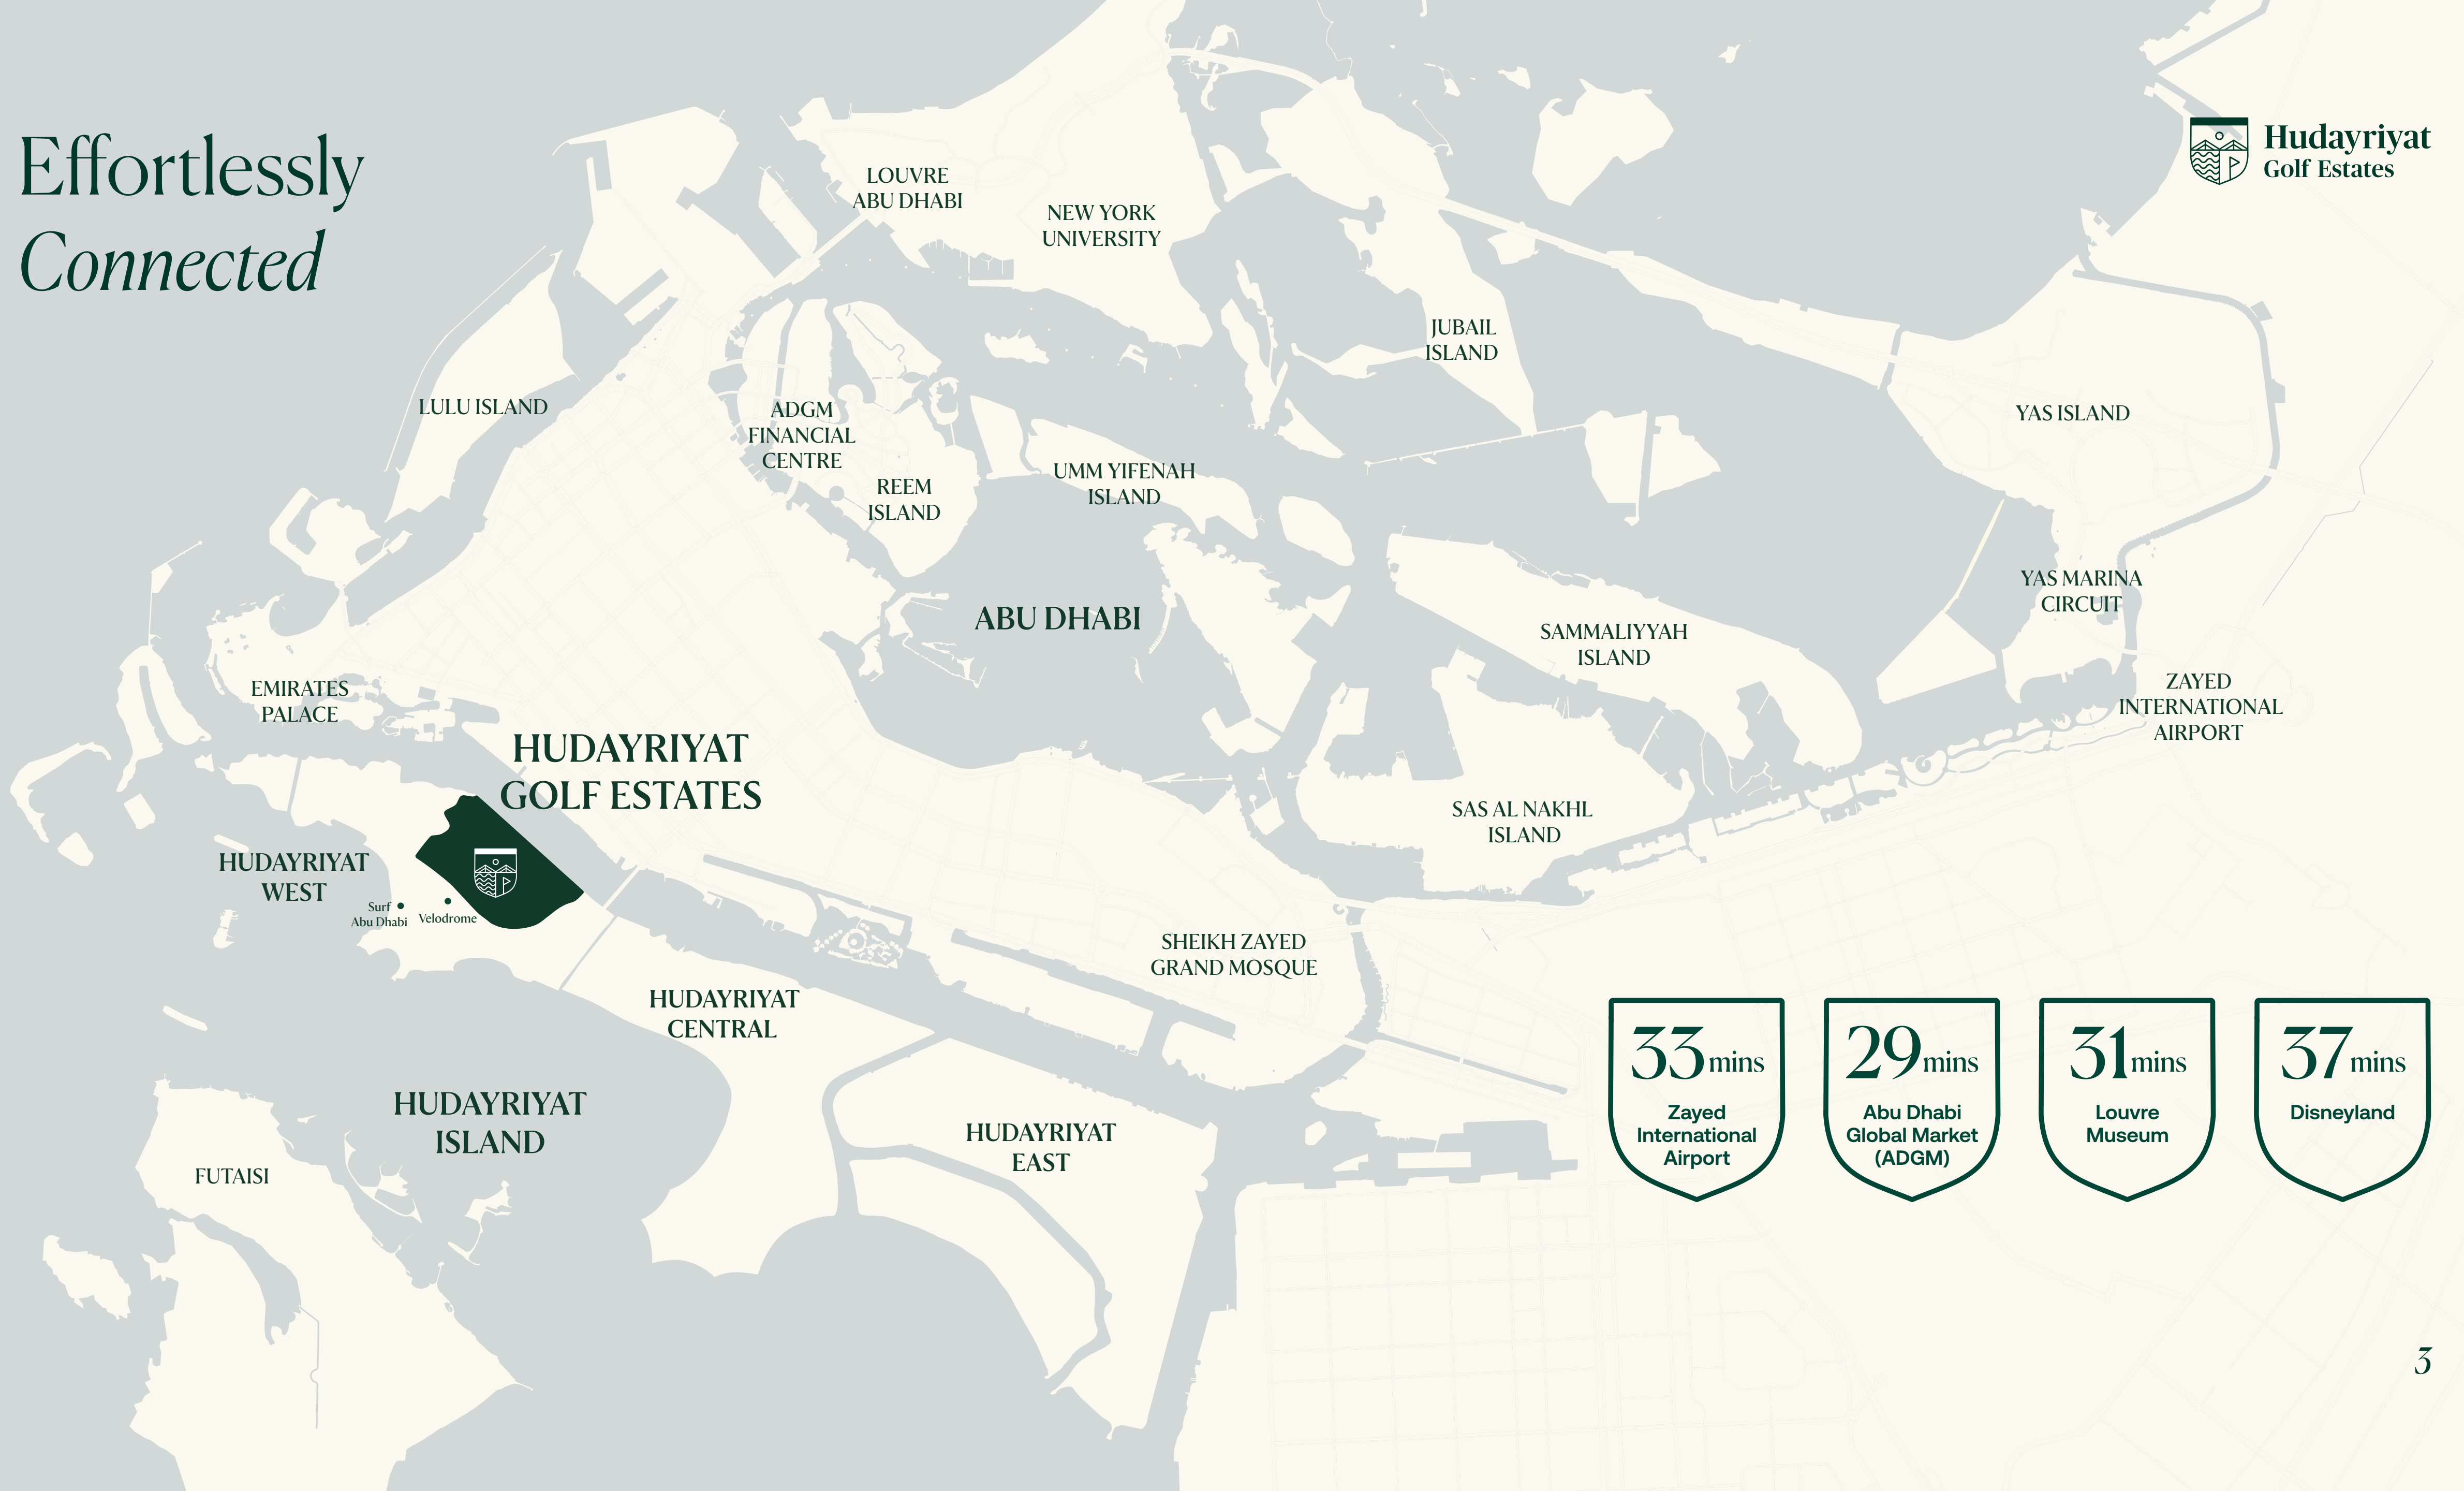 Effortlessly
Connected
Hudayriyat
Golf Estates
LOUVRE
ABU DHABI
NEW YORK
UNIVERSITY
JUBAIL
ISLAND
LULU ISLAND
ADGM
FINANCIAL
CENTRE
REEM
ISLAND
UMM YIFENAH
ISLAND
YAS ISLAND
YAS MARINA
CIRCUIT
ABU DHABI
SAMMALIYYAH
ISLAND
ZAYED
INTERNATIONAL
AIRPORT
EMIRATES
PALACE
HUDAYRIYAT
GOLF ESTATES
SAS AL NAKHL
ISLAND
HUDAYRIYAT
WEST
Surf
Abu Dhabi
Velodrome
SHEIKH ZAYED
GRAND MOSQUE
HUDAYRIYAT
CENTRAL
HUDAYRIYAT
ISLAND
HUDAYRIYAT
EAST
FUTAISI
33 mins
Zayed
International
Airport
29 mins
Abu Dhabi
Global Market
(ADGM)
31 mins
Louvre
Museum
37 mins
Disneyland
3